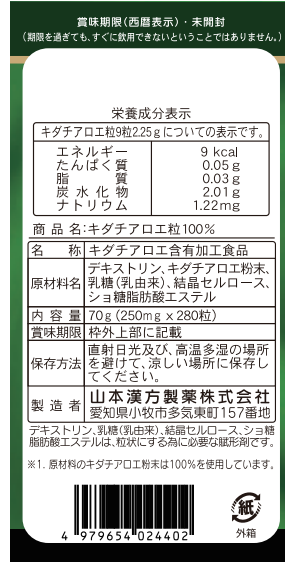 賞味期限(西暦表示)・未開封
(期限を過ぎても、すぐに飲用できないということではありません。)
栄養成分表示
キダチアロエ粒9粒2.25gについての表示です。
エネルギー 9 kcal
たんぱく質 0.05g
脂質 0.03g
炭水化物 2.01g
ナトリウム 1.22mg
商品名:キダチアロエ粒100%
名称 キダチアロエ含有加工食品
原材料名 デキストリン、キダチアロエ粉末、
乳糖(乳由来)、結晶セルロース、
ショ糖脂肪酸エステル
内容量 70g(250mg x 280粒)
賞味期限 枠外上部に記載
保存方法 直射日光及び、高温多湿の場所
を避けて、涼しい場所に保存し
てください。
製造者 山本漢方製薬株式会社
愛知県小牧市多気東町157番地
デキストリン、乳糖(乳由来)、結晶セルロース、ショ糖
脂肪酸エステルは、粒状にする為に必要な賦形剤です。
※1. 原材料のキダチアロエ粉末は100%を使用しています。
紙
外箱
4 979654 024402